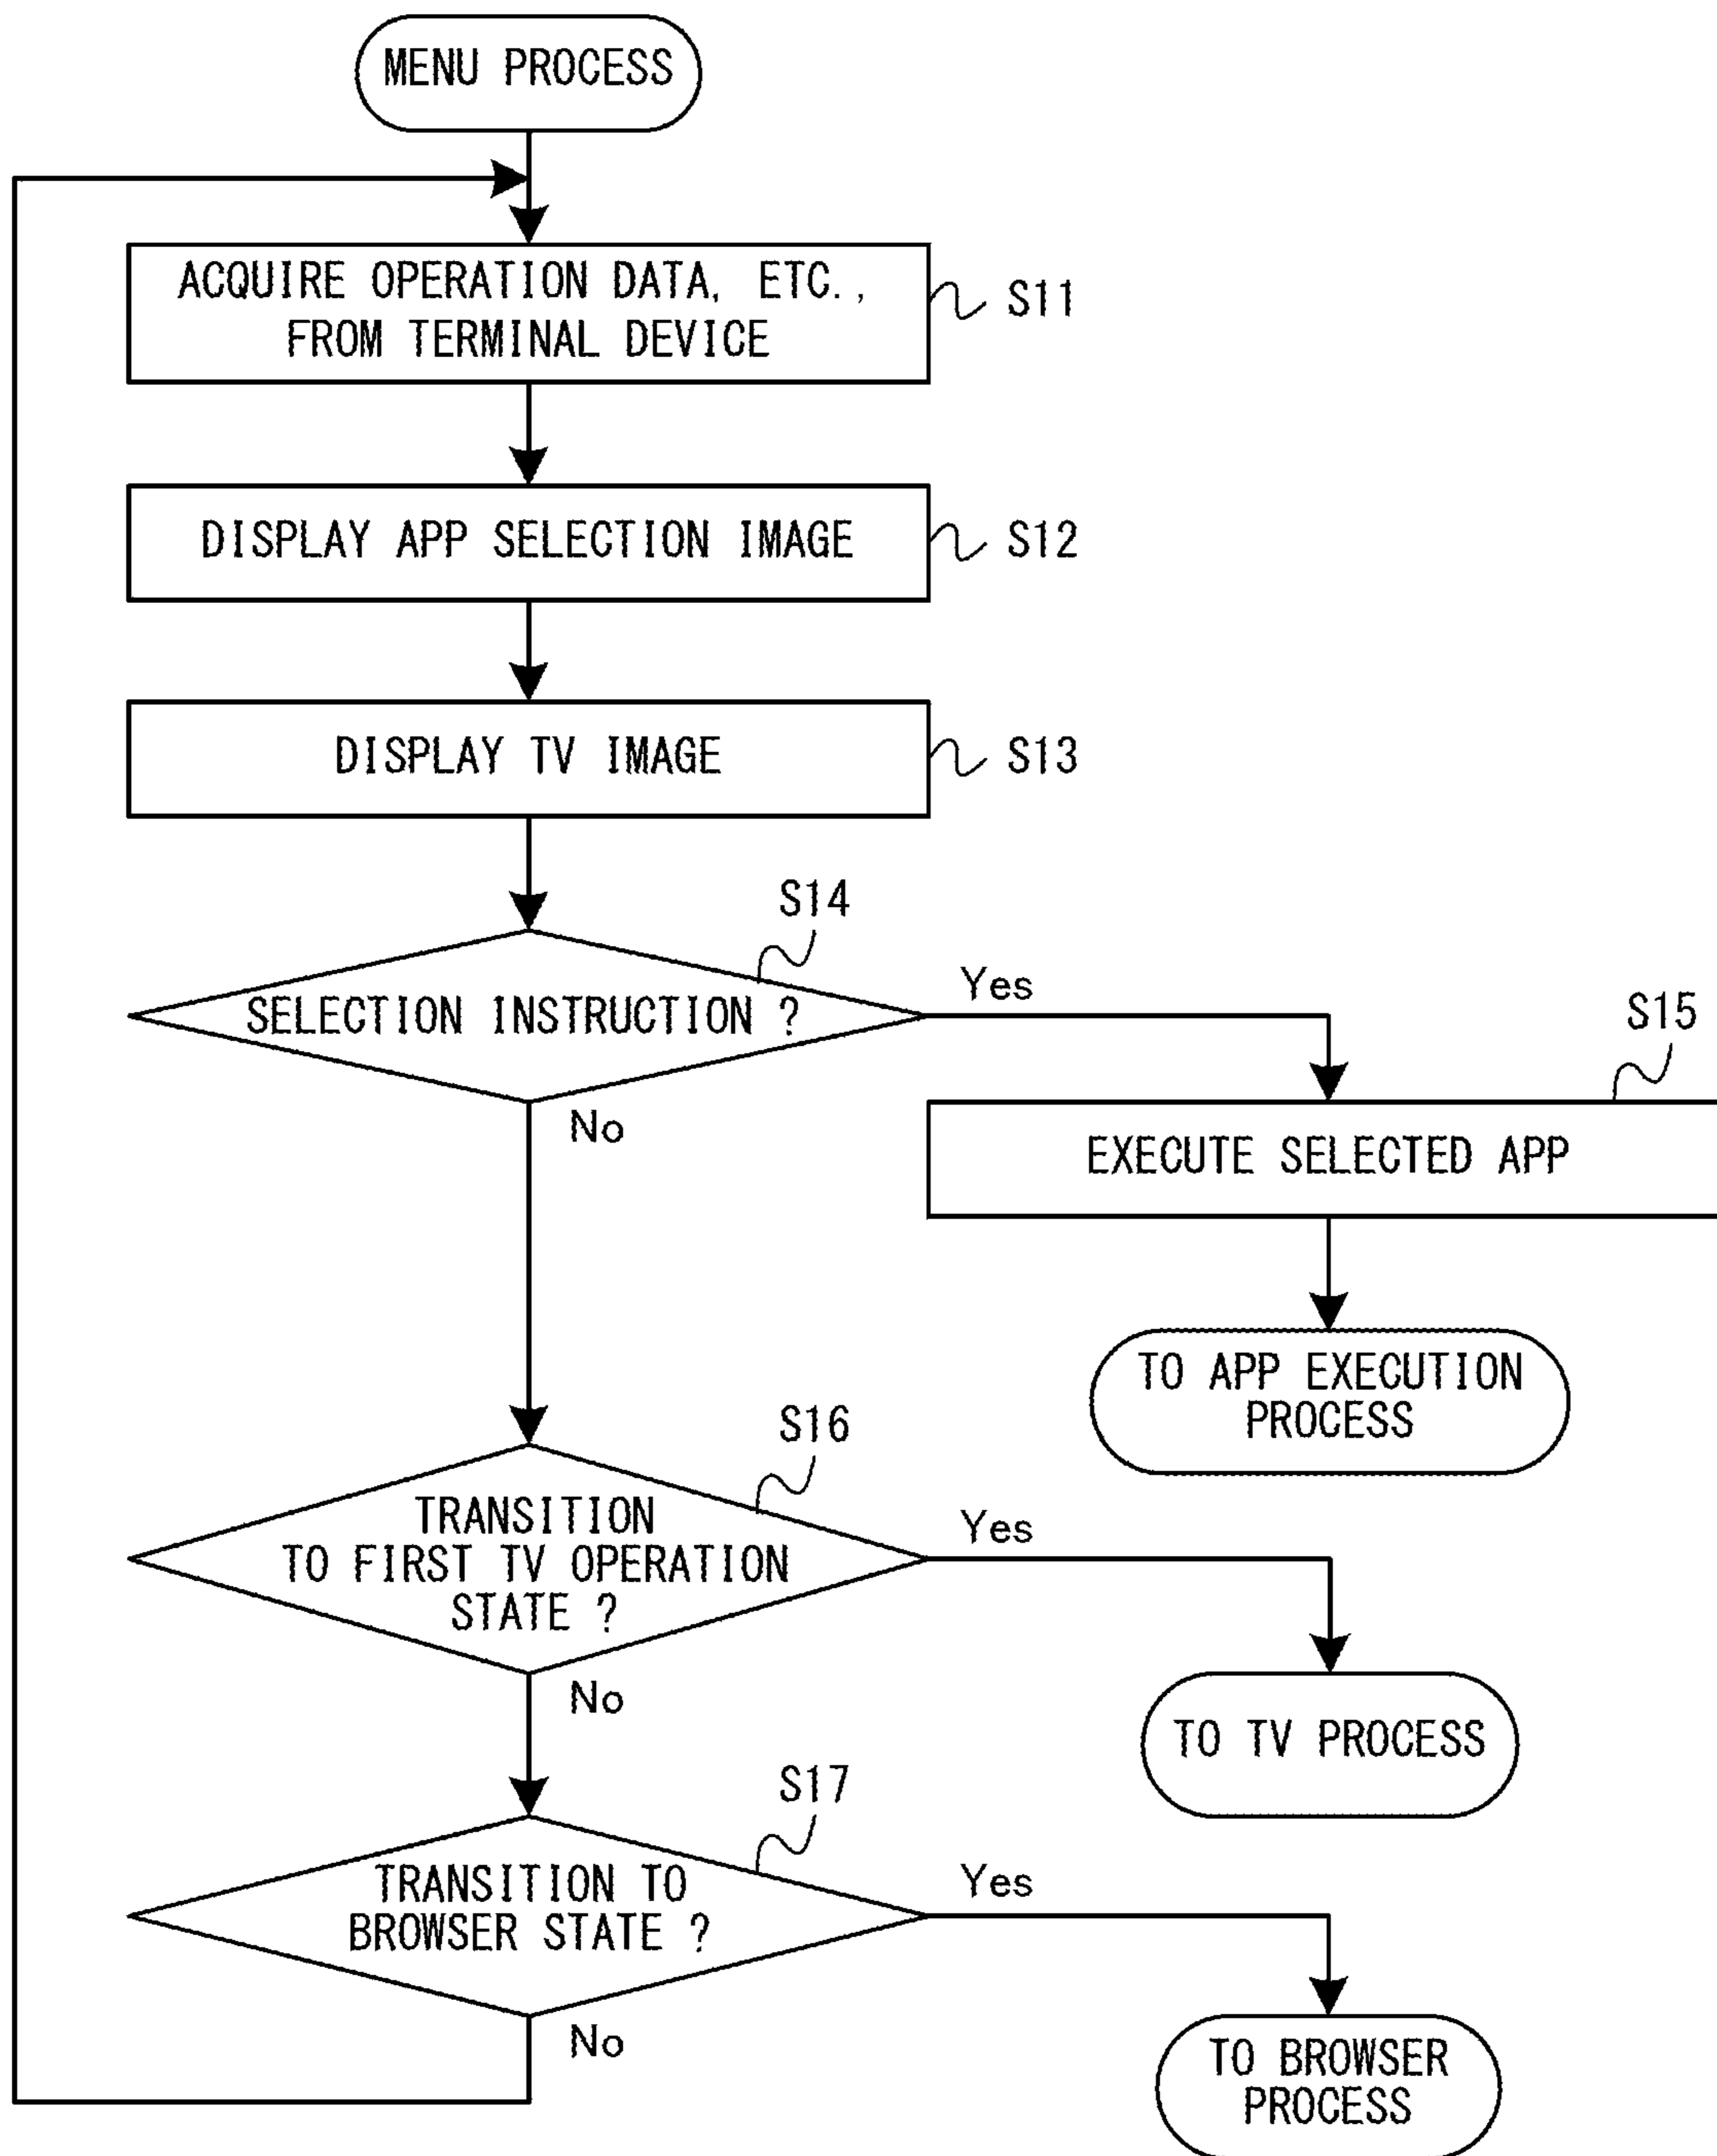 MENU PROCESS
ACQUIRE OPERATION DATA, ETC.,
FROM TERMINAL DEVICE
S11
DISPLAY APP SELECTION IMAGE
S12
DISPLAY TV IMAGE
S13
S14
SELECTION INSTRUCTION ?
Yes
No
S15
EXECUTE SELECTED APP
TO APP EXECUTION
PROCESS
S16
TRANSITION
TO FIRST TV OPERATION
STATE ?
Yes
No
TO TV PROCESS
S17
TRANSITION TO
BROWSER STATE ?
Yes
No
TO BROWSER
PROCESS